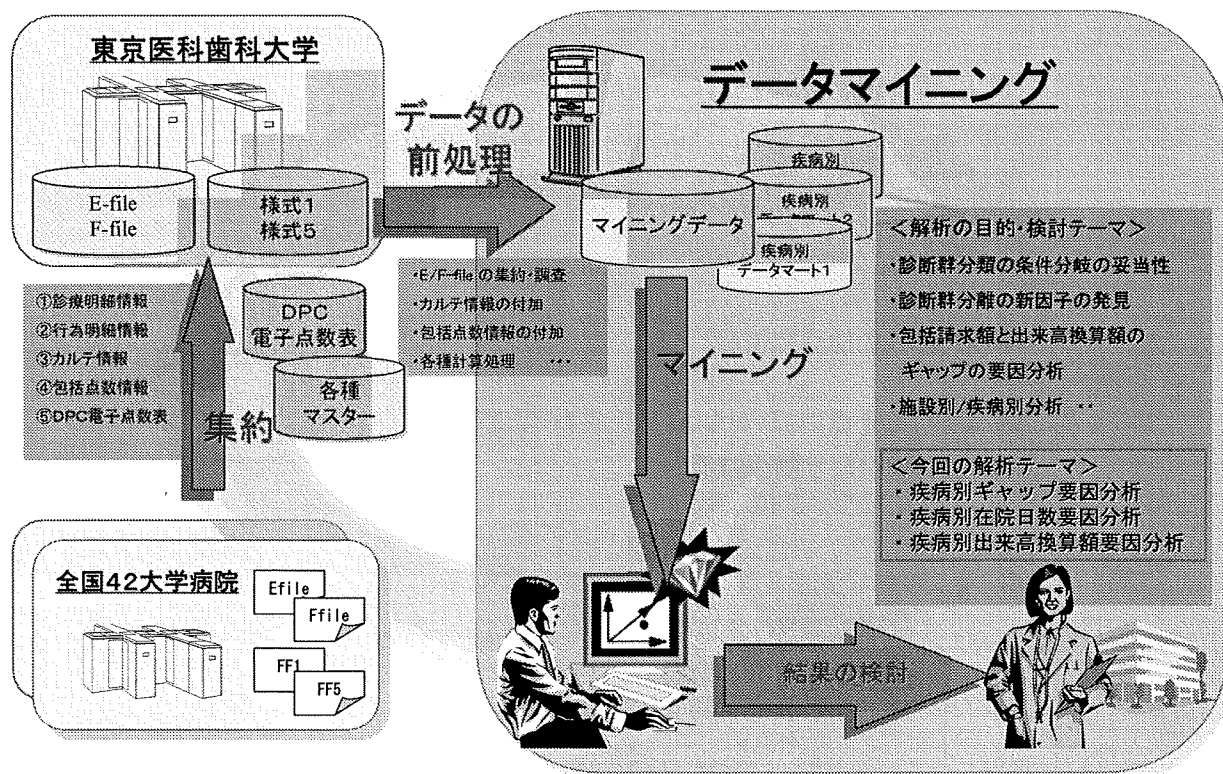 東京医科歯科大学
E-file
F-file
様式1
様式5
①診療明細情報
②行為明細情報
③カルテ情報
④包括点数情報
⑤DPC電子点数表
DPC
電子点数表
各種
マスター
集約
全国42大学病院
Efile
Ffile
FF1
FF5
データの
前処理
・E/F-file の集約・調査
・カルテ情報の付加
・包括点数情報の付加
・各種計算処理 ・・・
データマイニング
疾病別
疾病別
疾病別
データマート1
マイニングデータ
マイニング
<解析の目的・検討テーマ>
・診断群分類の条件分岐の妥当性
・診断群分離の新因子の発見
・包括請求額と出来高換算額の
ギャップの要因分析
・施設別/疾病別分析 ・・
<今回の解析テーマ>
・疾病別ギャップ要因分析
・疾病別在院日数要因分析
・疾病別出来高換算額要因分析
結果の検討